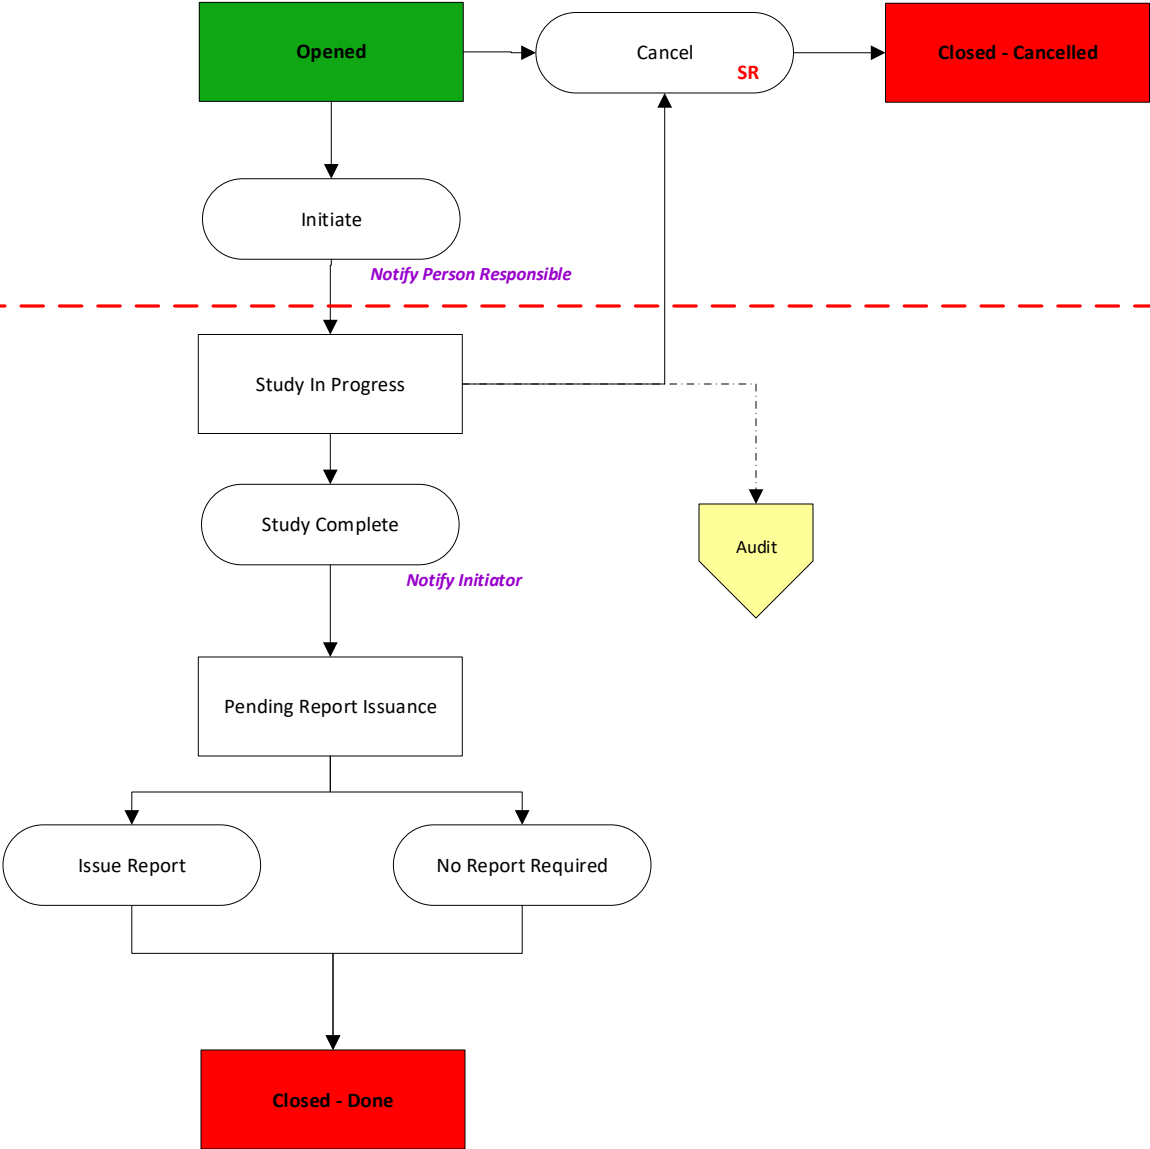 Opened
Cancel
SR
Closed - Cancelled
Initiate
Notify Person Responsible
Study In Progress
Study Complete
Audit
Notify Initiator
Pending Report Issuance
Issue Report
No Report Required
Closed - Done